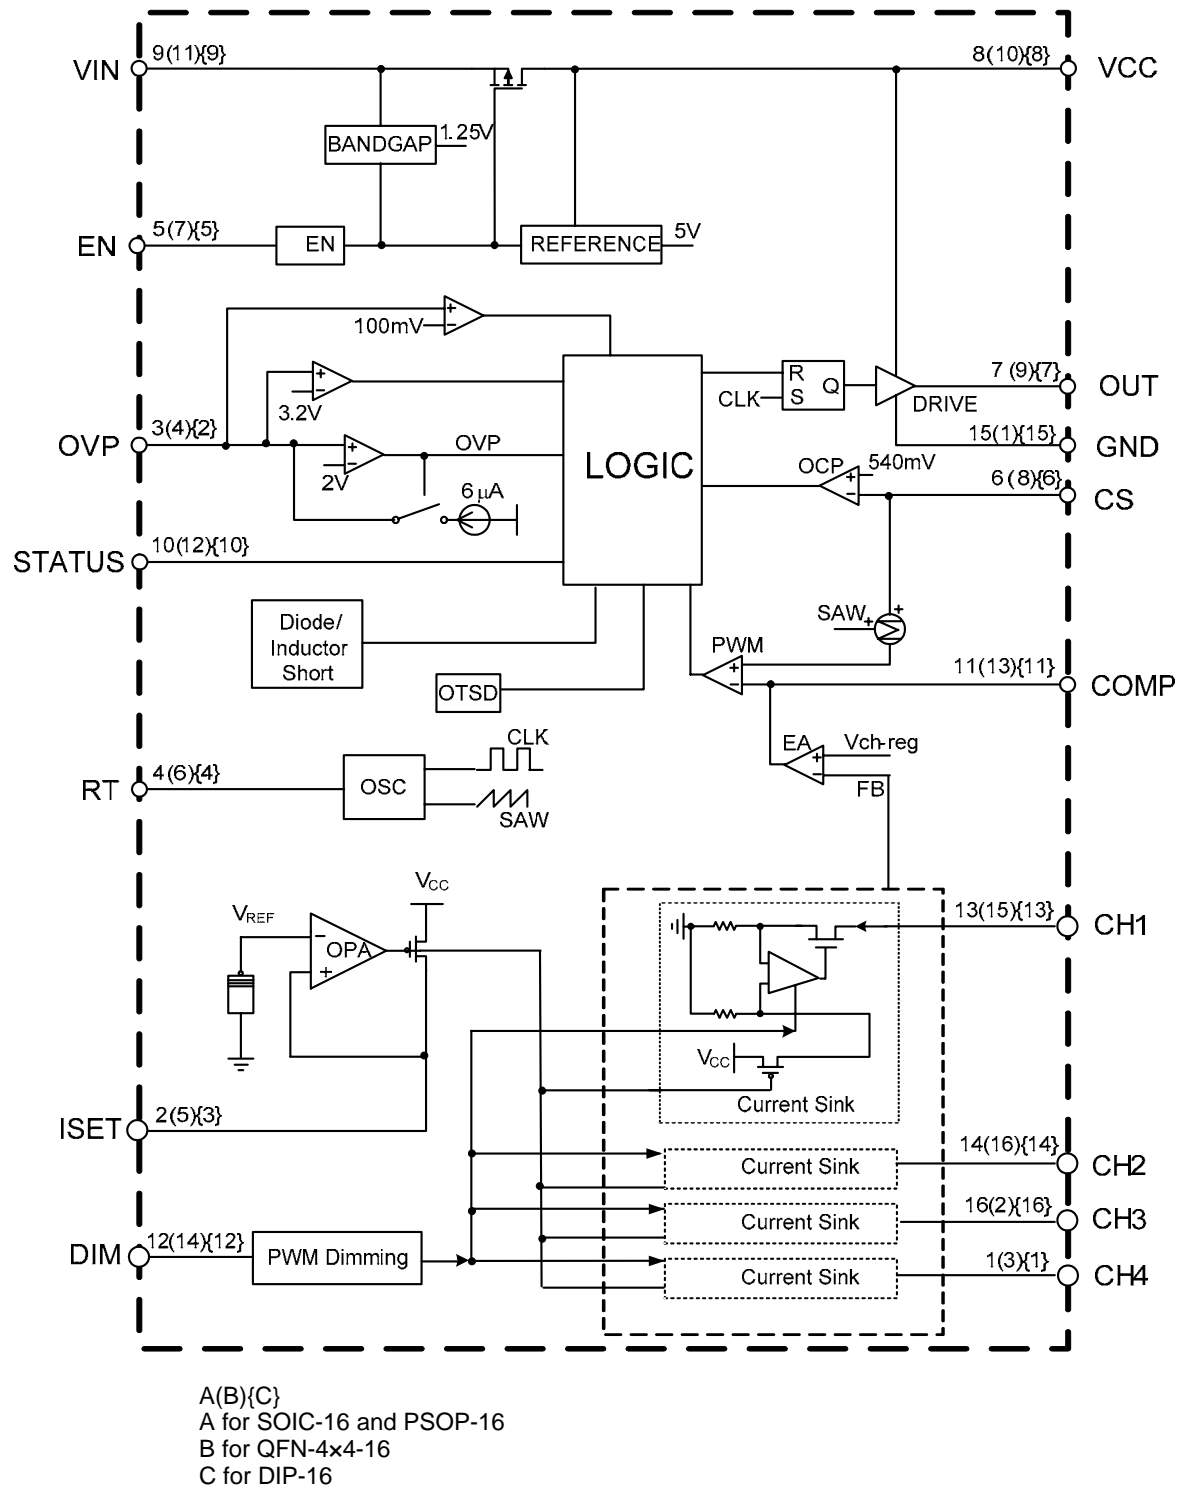 VIN
9(11){9}
8(10){8}
VCC
BANDGAP
1.25V
EN
5(7){5}
EN
REFERENCE
5V
100mV
+
−
3.2V
+
−
OVP
3(4){2}
2V
+
−
OVP
6μA
LOGIC
R
S
Q
CLK
DRIVE
7(9){7}
OUT
15(1){15}
GND
OCP
540mV
+
−
6(8){6}
CS
STATUS
10(12){10}
SAW
+
+
Σ
Diode/
Inductor
Short
OTSD
PWM
+
−
11(13){11}
COMP
EA
Vch-reg
+
−
FB
RT
4(6){4}
OSC
CLK
SAW
VREF
VCC
−
OPA
+
13(15){13}
CH1
VCC
Current Sink
ISET
2(5){3}
Current Sink
14(16){14}
CH2
Current Sink
16(2){16}
CH3
DIM
12(14){12}
PWM Dimming
Current Sink
1(3){1}
CH4
A(B){C}
A for SOIC-16 and PSOP-16
B for QFN-4×4-16
C for DIP-16